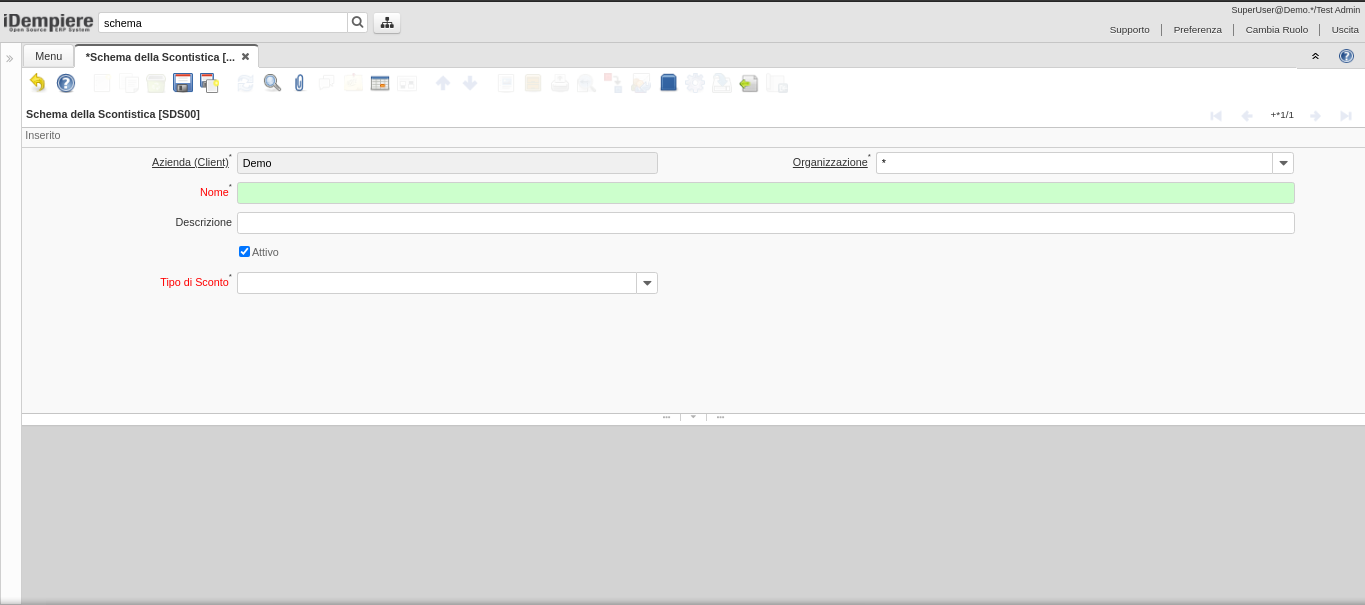 SuperUser@Demo.*/Test Admin
iDempiere
Open Source ERP System
schema
Supporto
Preferenza
Cambia Ruolo
Uscita
Menu
*Schema della Scontistica [...
Schema della Scontistica [SDS00]
+*1/1
Inserito
Azienda (Client)* Demo
Organizzazione* *
Nome*
Descrizione
Attivo
Tipo di Sconto*